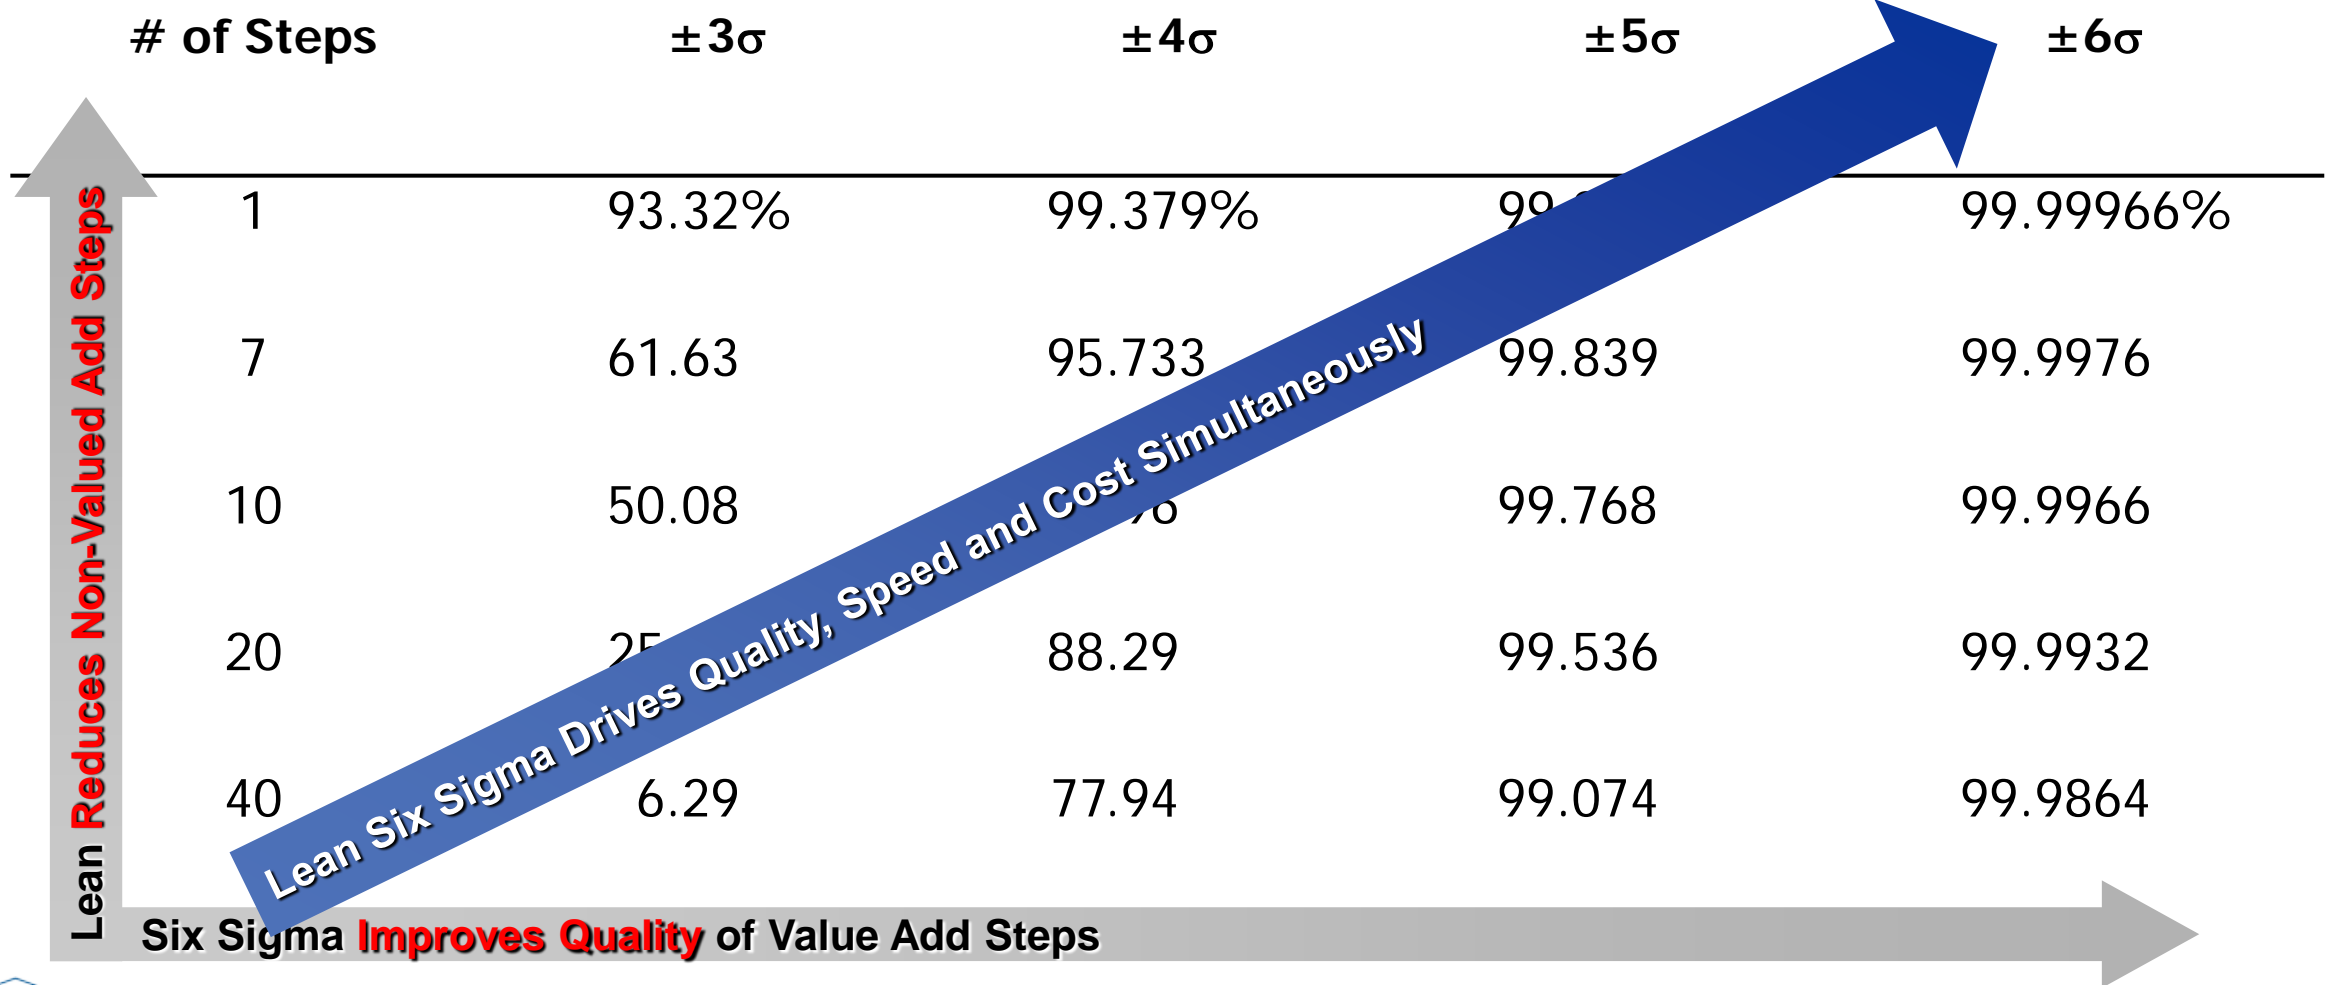 # of Steps ±3σ ±4σ ±5σ ±6σ
1 93.32% 99.379% 99.99966%
7 61.63 95.733 99.839 99.9976
10 50.08 99.768 99.9966
20 88.29 99.536 99.9932
40 6.29 77.94 99.074 99.9864
Lean Reduces Non-Valued Add Steps
Lean Six Sigma Drives Quality, Speed and Cost Simultaneously
Six Sigma Improves Quality of Value Add Steps